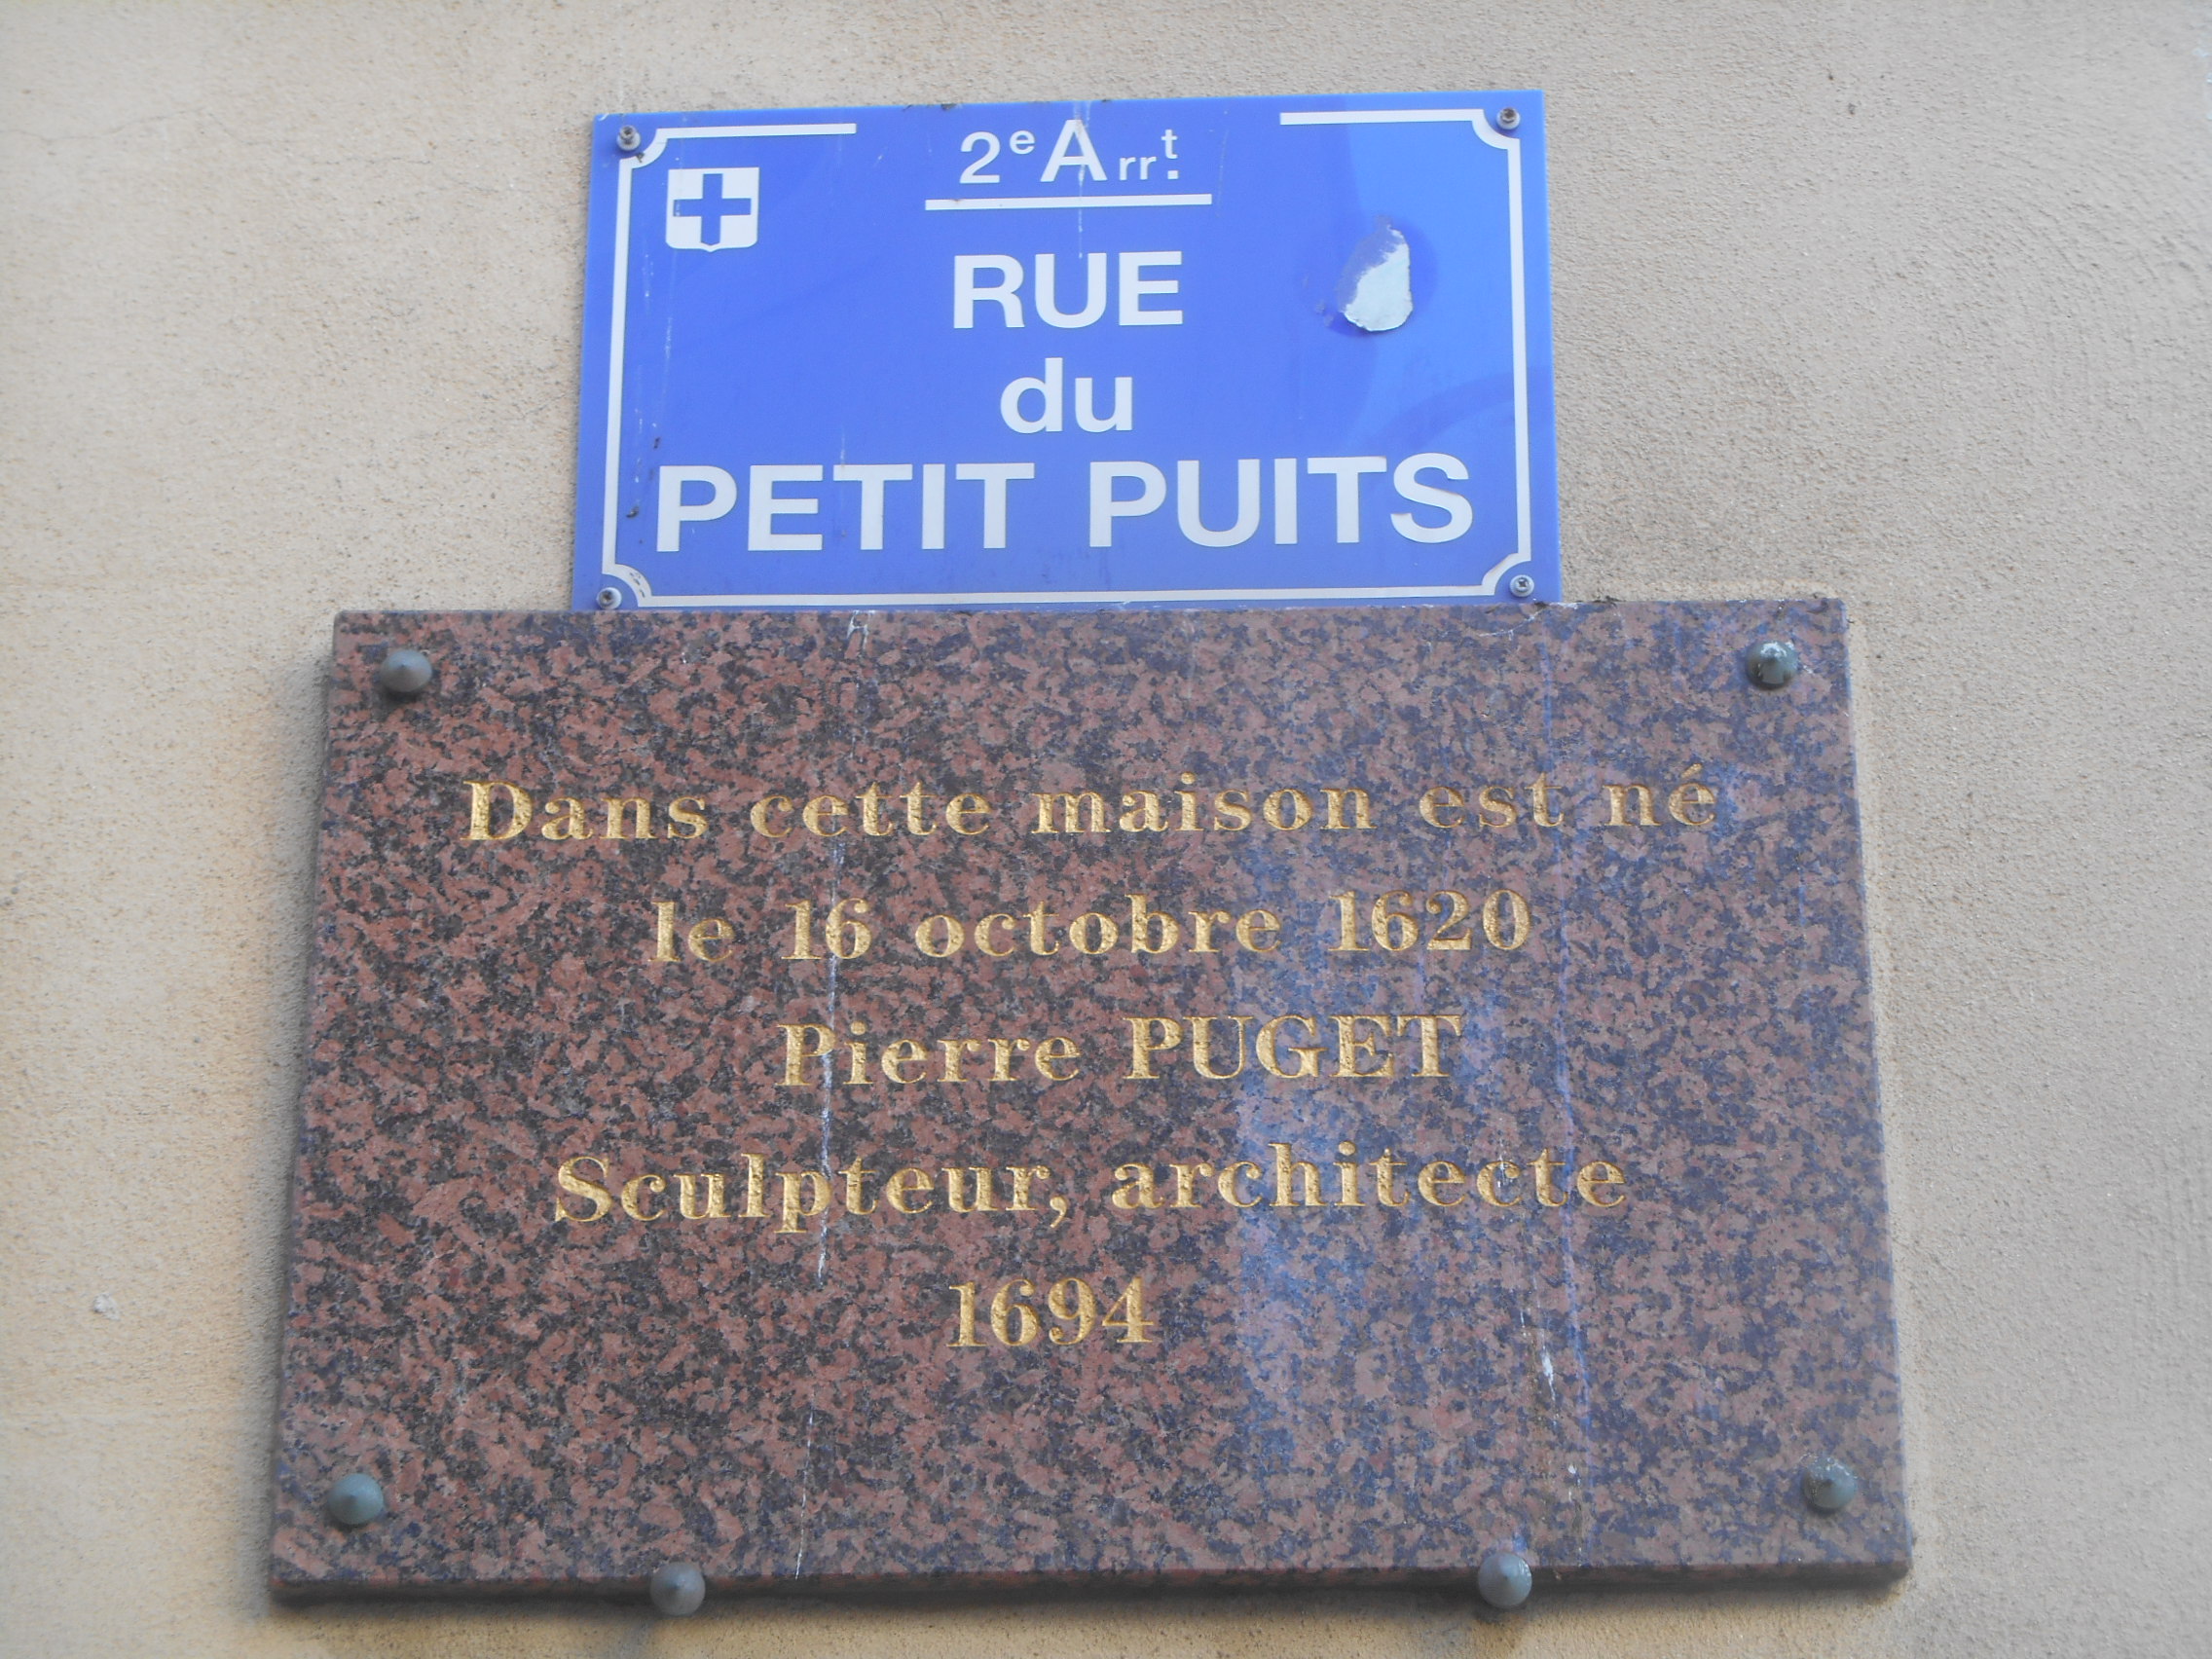 2e Arrt.
RUE
du
PETIT PUITS
Dans cette maison est né
le 16 octobre 1620
Pierre PUGET
Sculpteur, architecte
1694